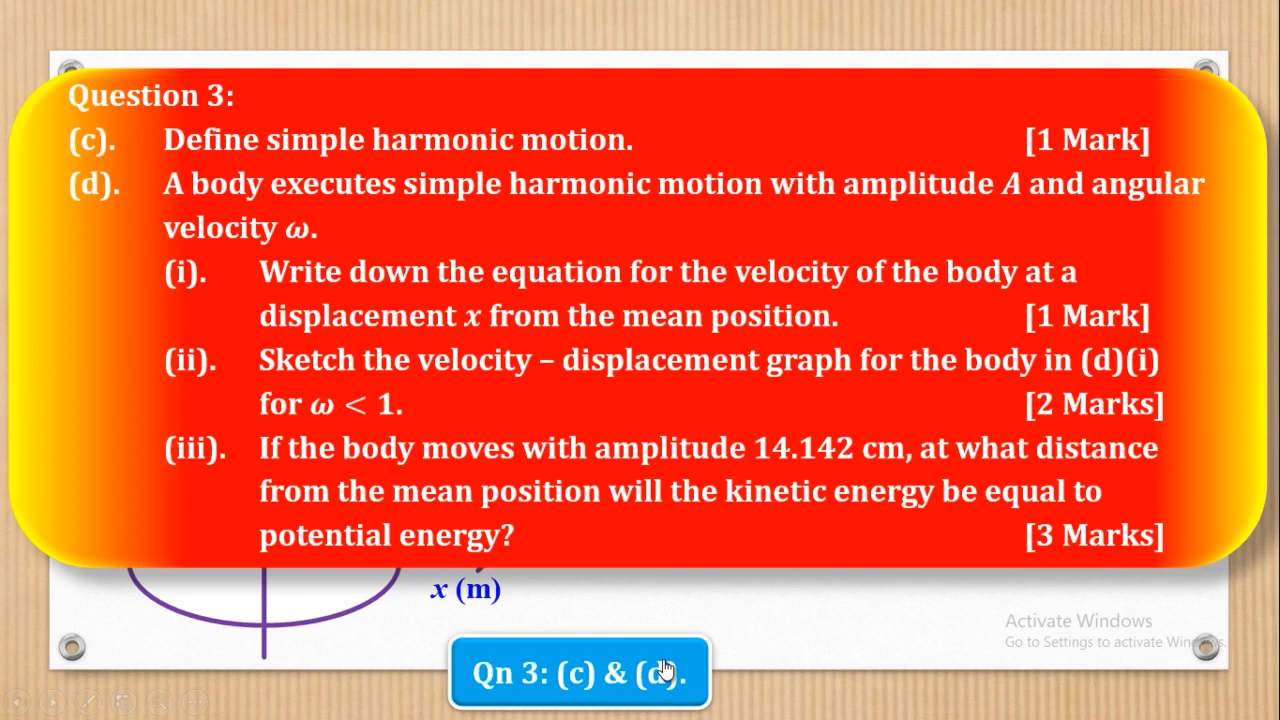 Question 3:
(c). Define simple harmonic motion. [1 Mark]
(d). A body executes simple harmonic motion with amplitude A and angular
velocity ω.
(i). Write down the equation for the velocity of the body at a
displacement x from the mean position. [1 Mark]
(ii). Sketch the velocity – displacement graph for the body in (d)(i)
for ω < 1. [2 Marks]
(iii). If the body moves with amplitude 14.142 cm, at what distance
from the mean position will the kinetic energy be equal to
potential energy? [3 Marks]
x (m)
Activate Windows
Go to Settings to activate Windows.
Qn 3: (c) & (d).